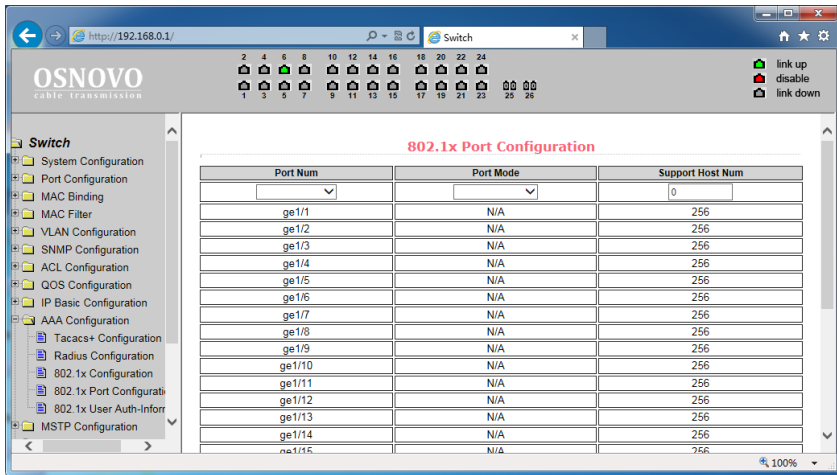 http://192.168.0.1/
Switch
OSNOVO
cable transmission
2 4 6 8 10 12 14 16 18 20 22 24
1 3 5 7 9 11 13 15 17 19 21 23 25 26
link up
disable
link down
Switch
System Configuration
Port Configuration
MAC Binding
MAC Filter
VLAN Configuration
SNMP Configuration
ACL Configuration
QOS Configuration
IP Basic Configuration
AAA Configuration
Tacacs+ Configuration
Radius Configuration
802.1x Configuration
802.1x Port Configurati
802.1x User Auth-Inforr
MSTP Configuration
802.1x Port Configuration
Port Num Port Mode Support Host Num
0
ge1/1 N/A 256
ge1/2 N/A 256
ge1/3 N/A 256
ge1/4 N/A 256
ge1/5 N/A 256
ge1/6 N/A 256
ge1/7 N/A 256
ge1/8 N/A 256
ge1/9 N/A 256
ge1/10 N/A 256
ge1/11 N/A 256
ge1/12 N/A 256
ge1/13 N/A 256
ge1/14 N/A 256
ge1/15 N/A 256
100%